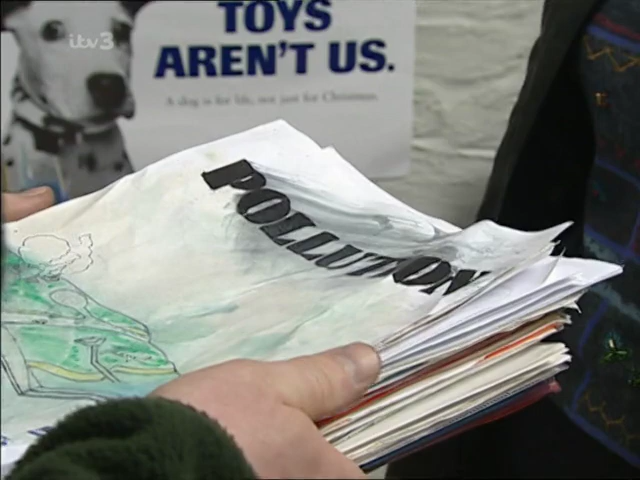 TOYS
AREN'T US.
A dog is for life, not just for Christmas.
itv3
POLLUTION